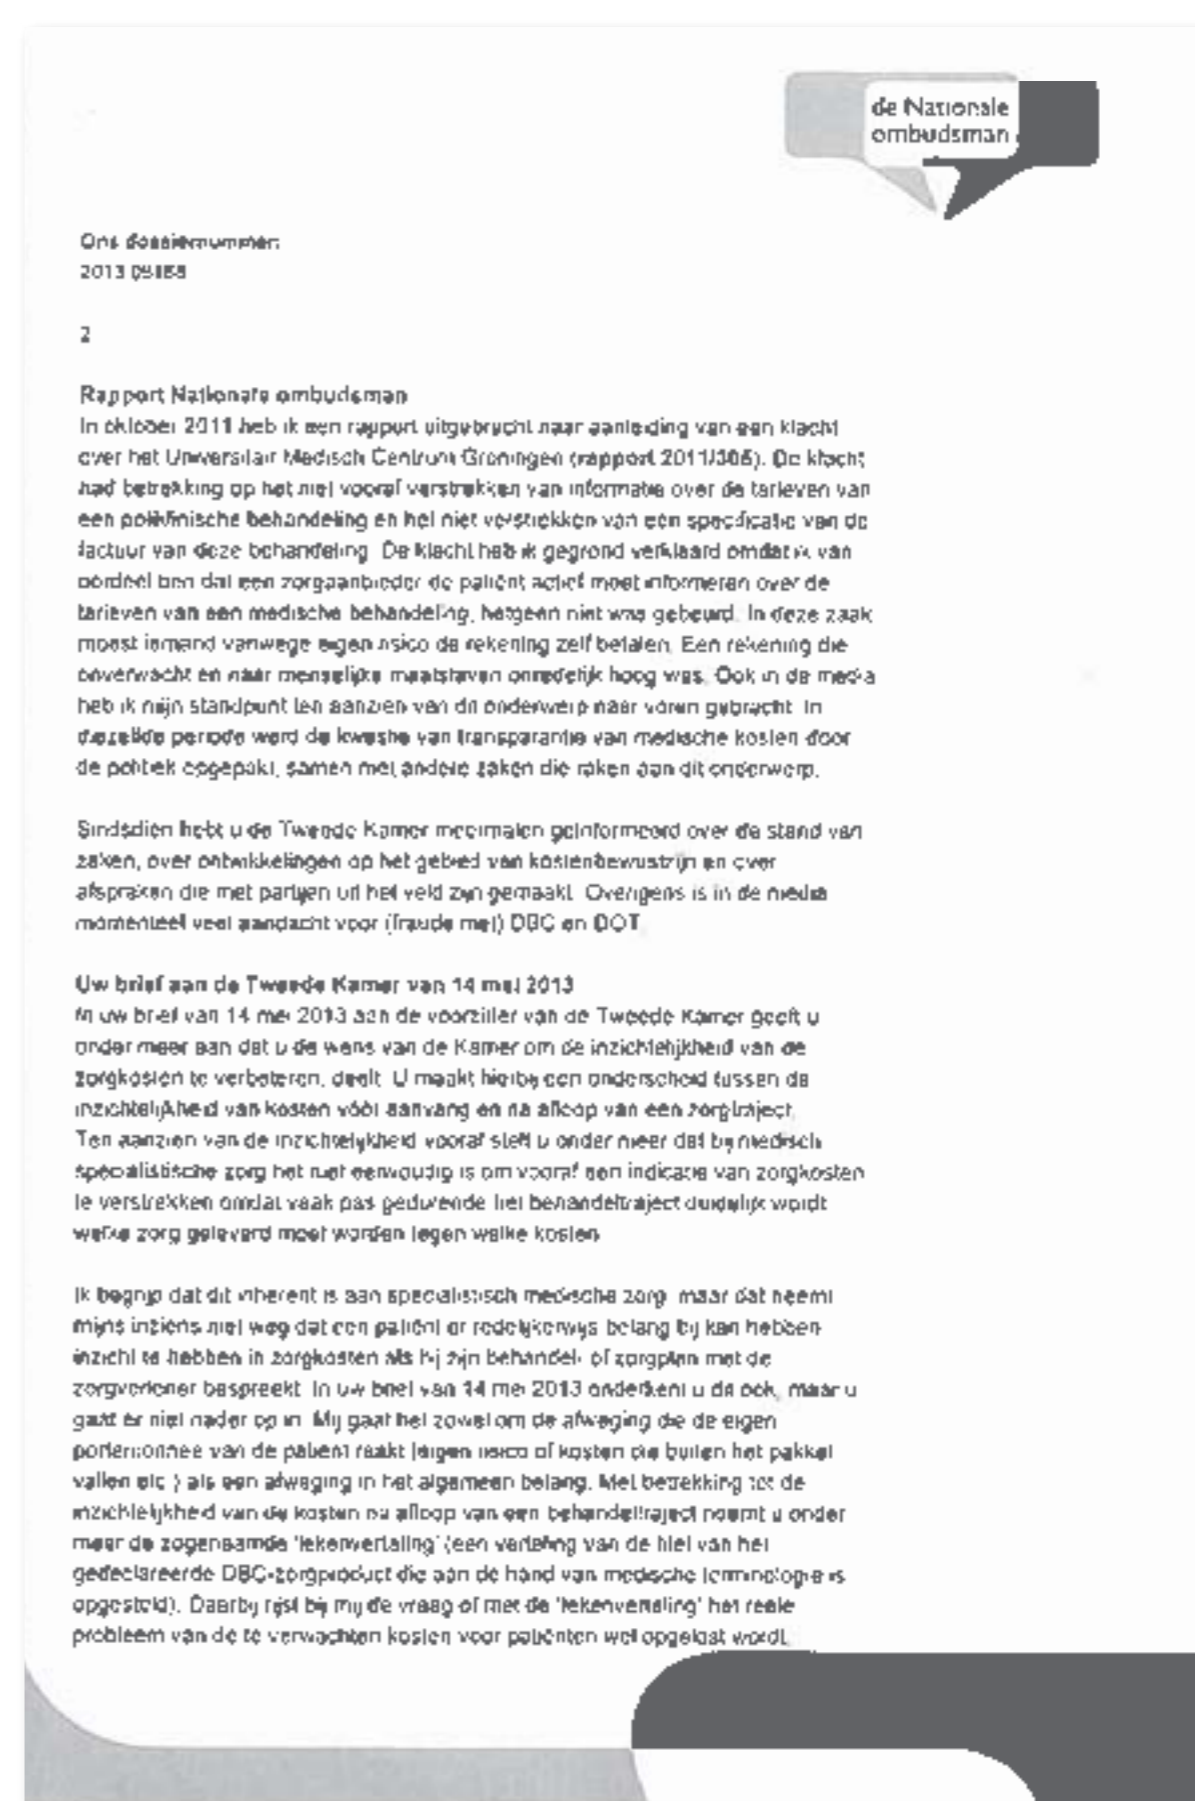 de Nationale
ombudsman
Ons dossiernummer:
2013
2
Rapport Nationale ombudsman
In oktober 2011 heb ik een rapport uitgebracht naar aanleiding van een klacht
over het Universitair Medisch Centrum Groningen (rapport 2011/306). De klacht
had betrekking op het niet vooraf verstrekken van informatie over de tarieven van
een poliklinische behandeling en het niet verstrekken van een specificatie van de
factuur van deze behandeling. De klacht heb ik gegrond verklaard omdat ik van
oordeel ben dat een zorgaanbieder de patiënt actief moet informeren over de
tarieven van een medische behandeling, hetgeen niet was gebeurd. In deze zaak
moest iemand vanwege eigen risico de rekening zelf betalen. Een rekening die
onverwacht en naar menselijke maatstaven onredelijk hoog was. Ook in de media
heb ik mijn standpunt ten aanzien van dit onderwerp naar voren gebracht. In
diezelfde periode werd de kwestie van transparantie van medische kosten door
de politiek opgepakt, samen met andere zaken die raken aan dit onderwerp.
Sindsdien hebt u de Tweede Kamer meermalen geïnformeerd over de stand van
zaken, over ontwikkelingen op het gebied van kostenbewustzijn en over
afspraken die met partijen uit het veld zijn gemaakt. Overigens is in de media
momenteel veel aandacht voor (fraude met) DBC en DOT.
Uw brief aan de Tweede Kamer van 14 mei 2013
In uw brief van 14 mei 2013 aan de voorzitter van de Tweede Kamer geeft u
onder meer aan dat u de wens van de Kamer om de inzichtelijkheid van de
zorgkosten te verbeteren, deelt. U maakt hierbij een onderscheid tussen de
inzichtelijkheid van kosten vóór aanvang en na afloop van een zorgtraject.
Ten aanzien van de inzichtelijkheid vooraf stelt u onder meer dat bij medisch
specialistische zorg het niet eenvoudig is om vooraf een indicatie van zorgkosten
te verstrekken omdat vaak pas gedurende het behandeltraject duidelijk wordt
welke zorg geleverd moet worden tegen welke kosten.
Ik begrijp dat dit inherent is aan specialistisch medische zorg, maar dat neemt
mijns inziens niet weg dat een patiënt er redelijkerwijs belang bij kan hebben
inzicht te hebben in zorgkosten als hij zijn behandel- of zorgplan met de
zorgverlener bespreekt. In uw brief van 14 mei 2013 onderkent u dit ook, maar u
gaat er niet nader op in. Mij gaat het zowel om de afweging die de eigen
portemonnee van de patiënt raakt (eigen risico of kosten die buiten het pakket
vallen etc.) als een afweging in het algemeen belang. Met betrekking tot de
inzichtelijkheid van de kosten na afloop van een behandeltraject noemt u onder
meer de zogenaamde 'lekenvertaling' (een vertaling van de titel van het
gedeclareerde DBC-zorgproduct die aan de hand van medische terminologie is
opgesteld). Daarbij rijst bij mij de vraag of met de 'lekenvertaling' het reële
probleem van de te verwachten kosten voor patiënten wel opgelost wordt.